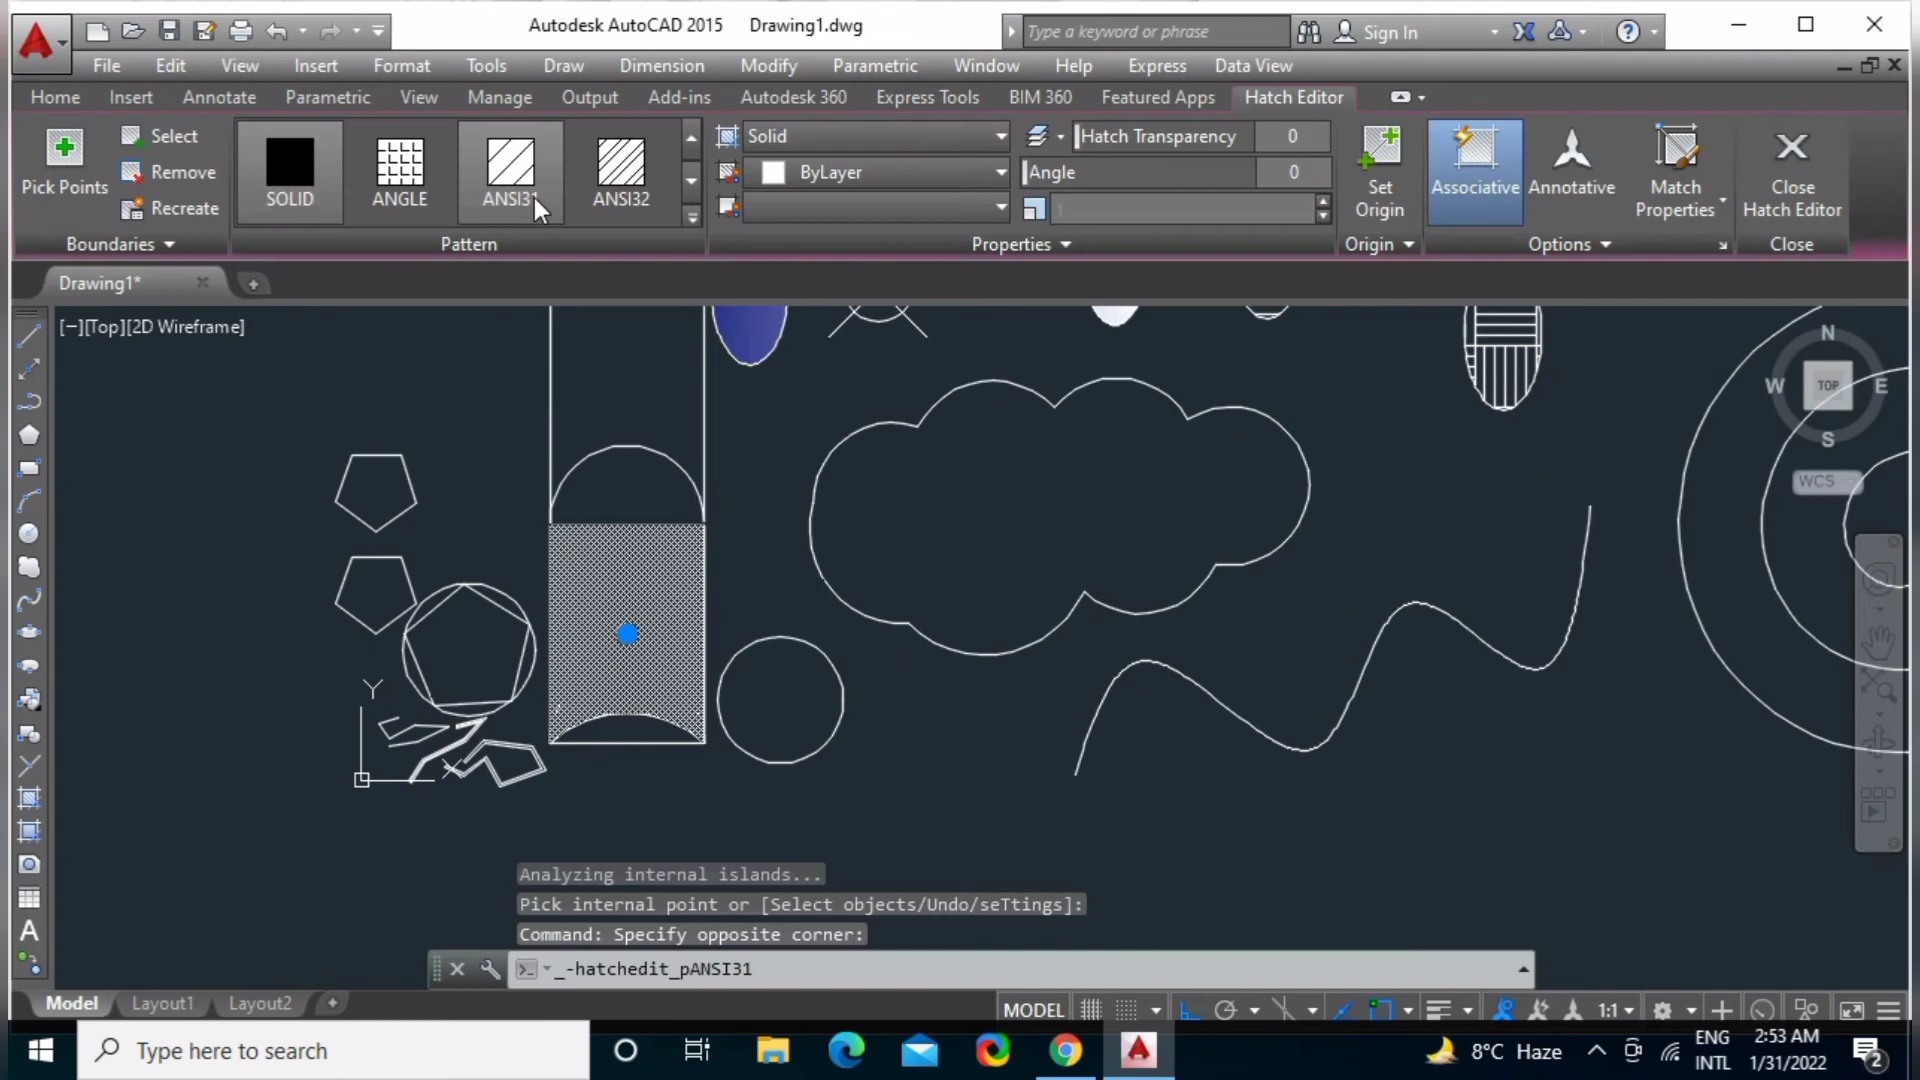 Autodesk AutoCAD 2015 Drawing1.dwg
Type a keyword or phrase
Sign In
File Edit View Insert Format Tools Draw Dimension Modify Parametric Window Help Express Data View
Home Insert Annotate Parametric View Manage Output Add-ins Autodesk 360 Express Tools BIM 360 Featured Apps Hatch Editor
Pick Points
Select
Remove
Recreate
Boundaries
SOLID ANGLE ANSI31 ANSI32
Pattern
Solid
ByLayer
Hatch Transparency 0
Angle 0
1
Properties
Set
Origin
Origin
Associative
Annotative
Match
Properties
Options
Close
Hatch Editor
Close
Drawing1*
[−][Top][2D Wireframe]
N
W TOP E
S
WCS
Y
X
Analyzing internal islands...
Pick internal point or [Select objects/Undo/seTtings]:
Command: Specify opposite corner:
_-hatchedit_pANSI31
Model Layout1 Layout2
MODEL
1:1
Type here to search
8°C Haze
ENG
INTL
2:53 AM
1/31/2022
2